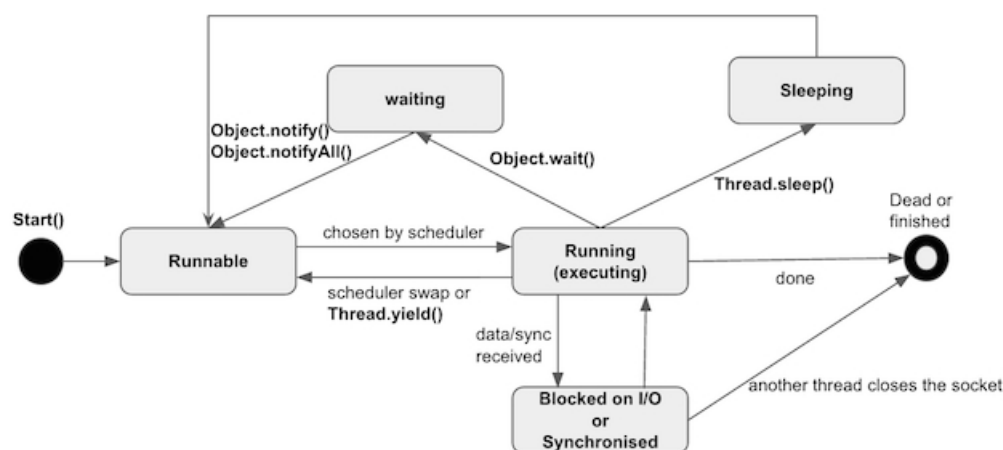 Sleeping
waiting
Object.notify()
Object.notifyAll()
Object.wait()
Thread.sleep()
Dead or
finished
Start()
Runnable
chosen by scheduler
Running
(executing)
done
scheduler swap or
Thread.yield()
data/sync
received
another thread closes the socket
Blocked on I/O
or
Synchronised